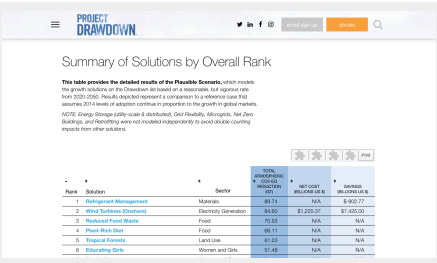 PROJECT
DRAWDOWN.
email sign up
donate
Summary of Solutions by Overall Rank
This table provides the detailed results of the Plausible Scenario, which models
the growth solutions on the Drawdown list based on a reasonable, but vigorous rate
from 2020-2050. Results depicted represent a comparison to a reference case that
assumes 2014 levels of adoption continue in proportion to the growth in global markets.
NOTE: Energy Storage (utility-scale & distributed), Grid Flexibility, Microgrids, Net Zero
Buildings, and Retrofitting were not modeled independently to avoid double counting
impacts from other solutions.
Print
Rank Solution Sector TOTAL ATMOSPHERIC CO2-EQ REDUCTION (GT) NET COST (BILLIONS US $) SAVINGS (BILLIONS US $)
1 Refrigerant Management Materials 89.74 N/A $-902.77
2 Wind Turbines (Onshore) Electricity Generation 84.60 $1,225.37 $7,425.00
3 Reduced Food Waste Food 70.53 N/A N/A
4 Plant-Rich Diet Food 66.11 N/A N/A
5 Tropical Forests Land Use 61.23 N/A N/A
6 Educating Girls Women and Girls 51.48 N/A N/A